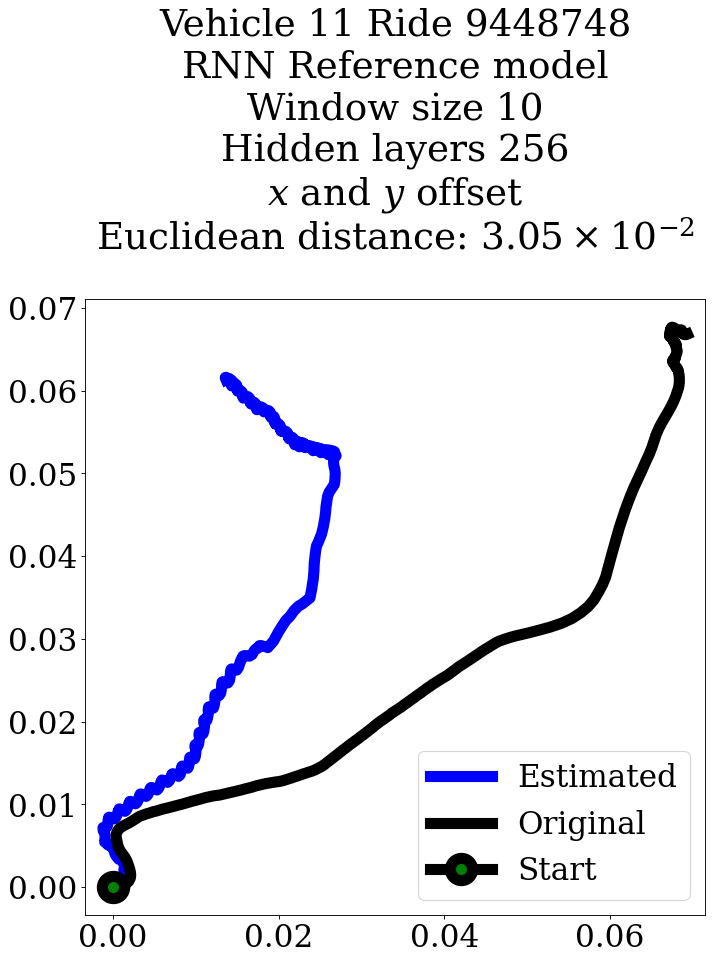 Vehicle 11 Ride 9448748
RNN Reference model
Window size 10
Hidden layers 256
x and y offset
Euclidean distance: 3.05 × 10⁻²
0.07
0.06
0.05
0.04
0.03
0.02
0.01
0.00
Estimated
Original
Start
0.00 0.02 0.04 0.06